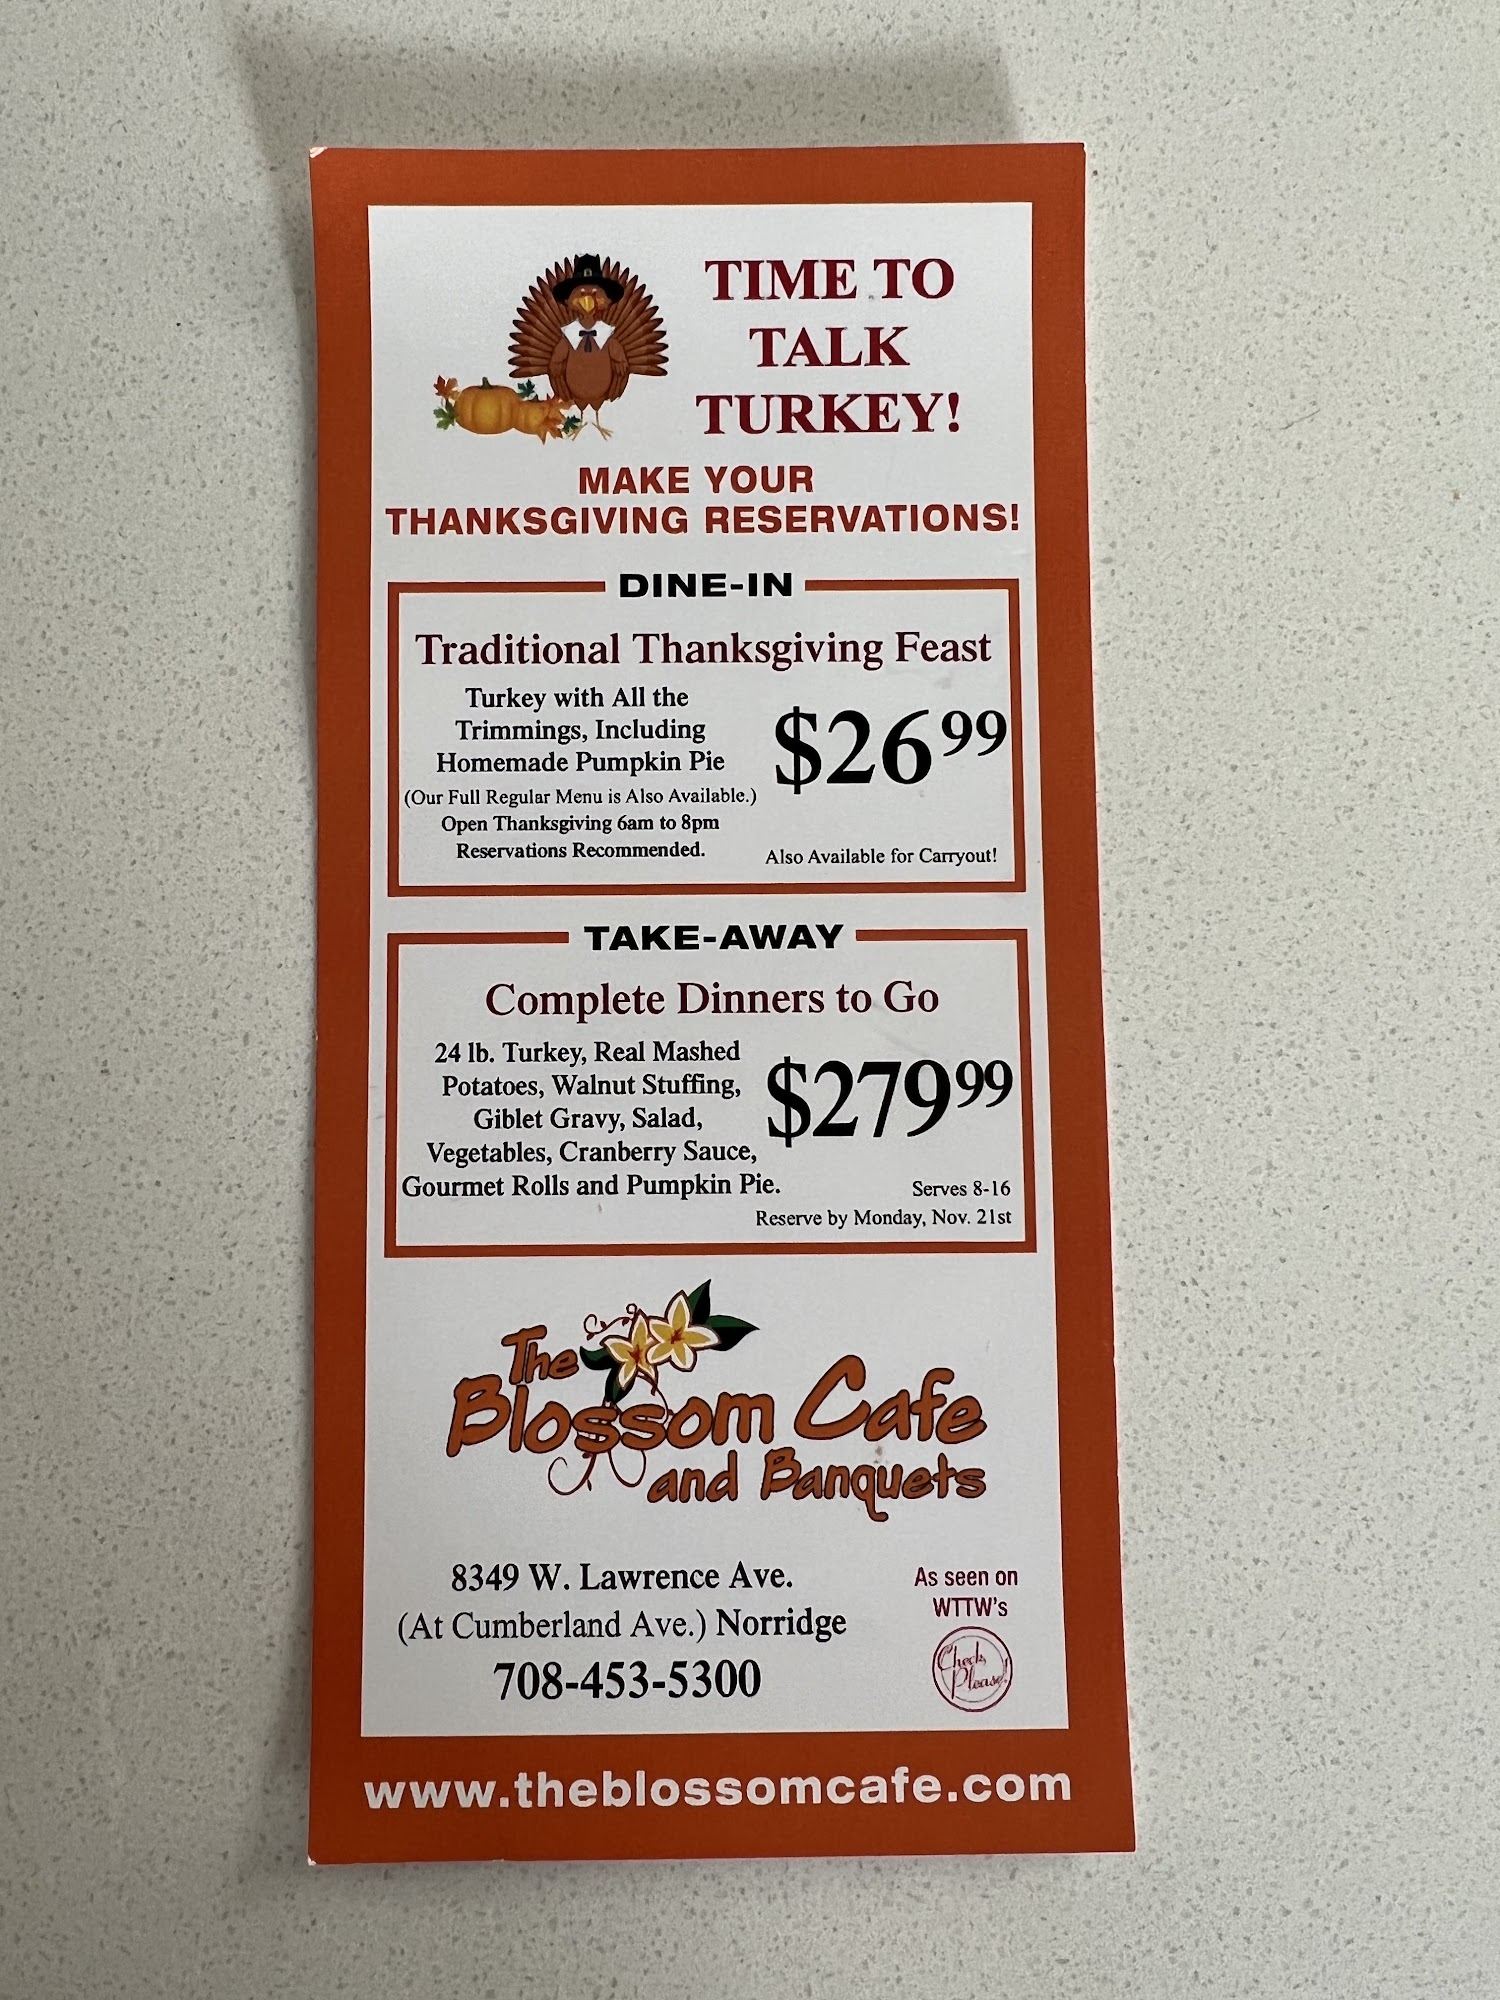 TIME TO
TALK
TURKEY!
MAKE YOUR
THANKSGIVING RESERVATIONS!
DINE-IN
Traditional Thanksgiving Feast
Turkey with All the
Trimmings, Including
Homemade Pumpkin Pie
(Our Full Regular Menu is Also Available.)
Open Thanksgiving 6am to 8pm
Reservations Recommended.
$26 99
Also Available for Carryout!
TAKE-AWAY
Complete Dinners to Go
24 lb. Turkey, Real Mashed
Potatoes, Walnut Stuffing,
Giblet Gravy, Salad,
Vegetables, Cranberry Sauce,
Gourmet Rolls and Pumpkin Pie.
$279 99
Serves 8-16
Reserve by Monday, Nov. 21st
The
Blossom Cafe
and Banquets
8349 W. Lawrence Ave.
(At Cumberland Ave.) Norridge
708-453-5300
As seen on
WTTW's
Check,
Please!
www.theblossomcafe.com